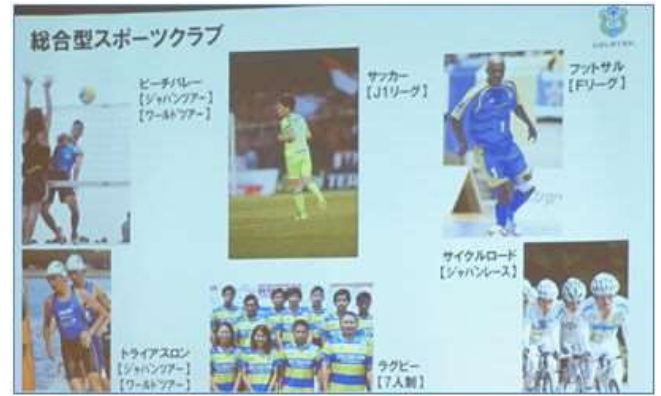 総合型スポーツクラブ
ビーチバレー
【ジャパンツアー】
【ワールドツアー】
サッカー
【J1リーグ】
フットサル
【Fリーグ】
サイクルロード
【ジャパンレース】
トライアスロン
【ジャパンツアー】
【ワールドツアー】
ラグビー
【7人制】